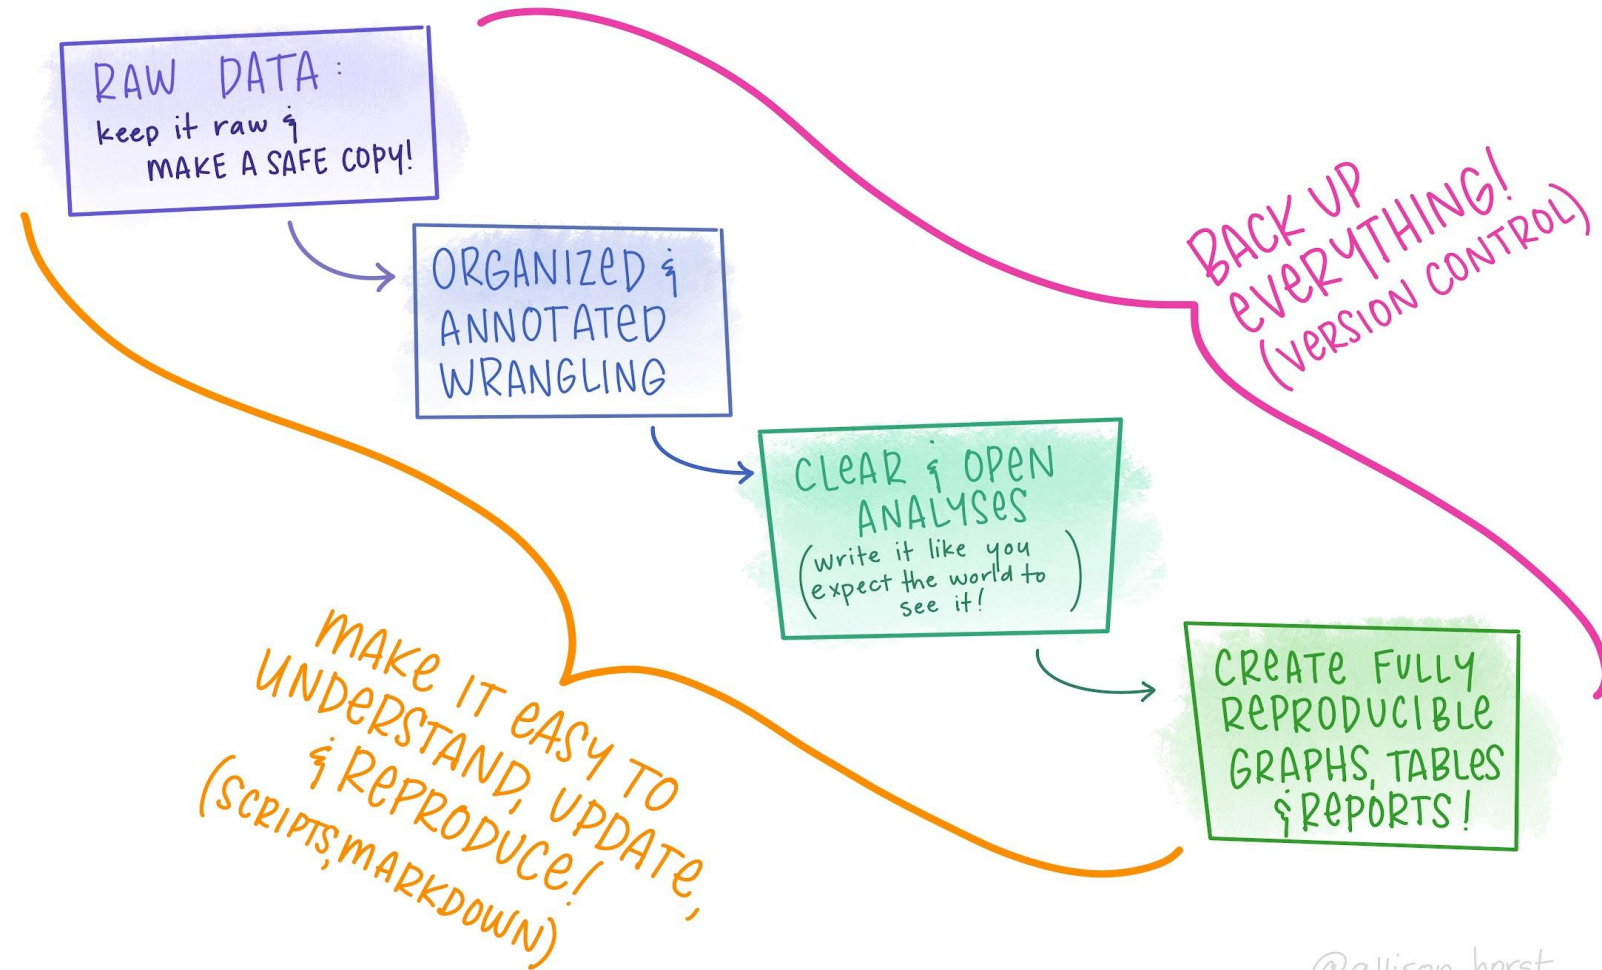 RAW DATA:
keep it raw &
MAKE A SAFE COPY!
ORGANIZED &
ANNOTATED
WRANGLING
CLEAR & OPEN
ANALYSES
(write it like you
expect the world to
see it!)
CREATE FULLY
REPRODUCIBLE
GRAPHS, TABLES
& REPORTS!
BACK UP
EVERYTHING!
(VERSION CONTROL)
MAKE IT EASY TO
UNDERSTAND, UPDATE,
& REPRODUCE!
(SCRIPTS, MARKDOWN)
@allison_horst